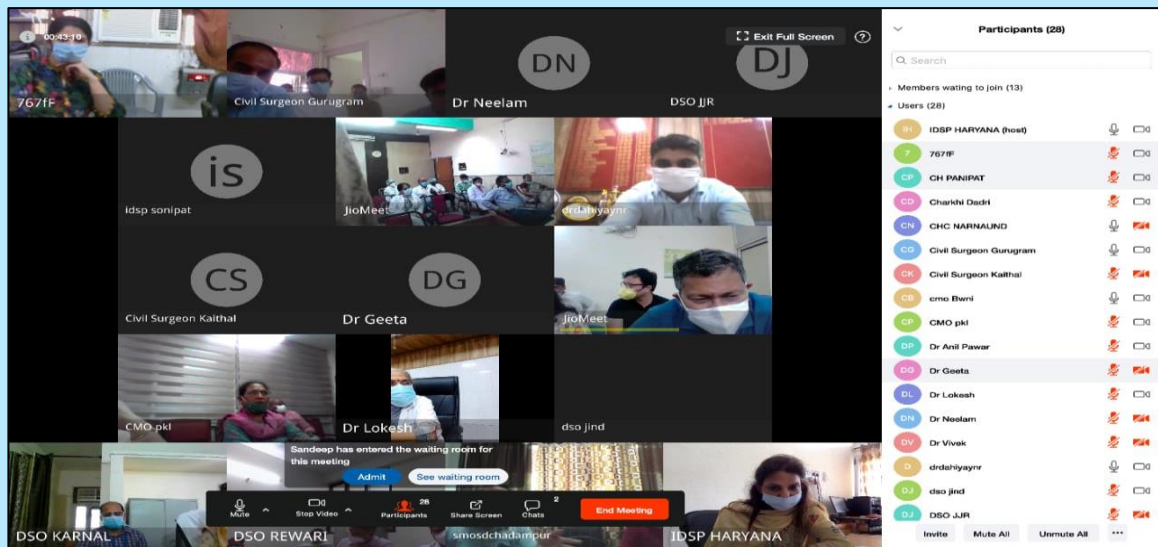 00:43:10
Exit Full Screen
?
DN
DJ
767fF
Civil Surgeon Gurugram
Dr Neelam
DSO JJR
is
idsp sonipat
JioMeet
drdahiyaynr
CS
DG
Civil Surgeon Kaithal
Dr Geeta
JioMeet
CMO pkl
Dr Lokesh
dso jind
Sandeep has entered the waiting room for
this meeting
Admit
See waiting room
28
2
Mute
Stop Video
Participants
Share Screen
Chats
End Meeting
DSO KARNAL
DSO REWARI
smosdchadampur
IDSP HARYANA
Participants (28)
Search
Members wating to join (13)
Users (28)
IH IDSP HARYANA (host)
7 767fF
CP CH PANIPAT
CD Charkhi Dadri
CN CHC NARNAUND
CG Civil Surgeon Gurugram
CK Civil Surgeon Kaithal
CB cmo Bwni
CP CMO pkl
DP Dr Anil Pawar
DG Dr Geeta
DL Dr Lokesh
DN Dr Neelam
DV Dr Vivek
D drdahiyaynr
DJ dso jind
DJ DSO JJR
Invite
Mute All
Unmute All